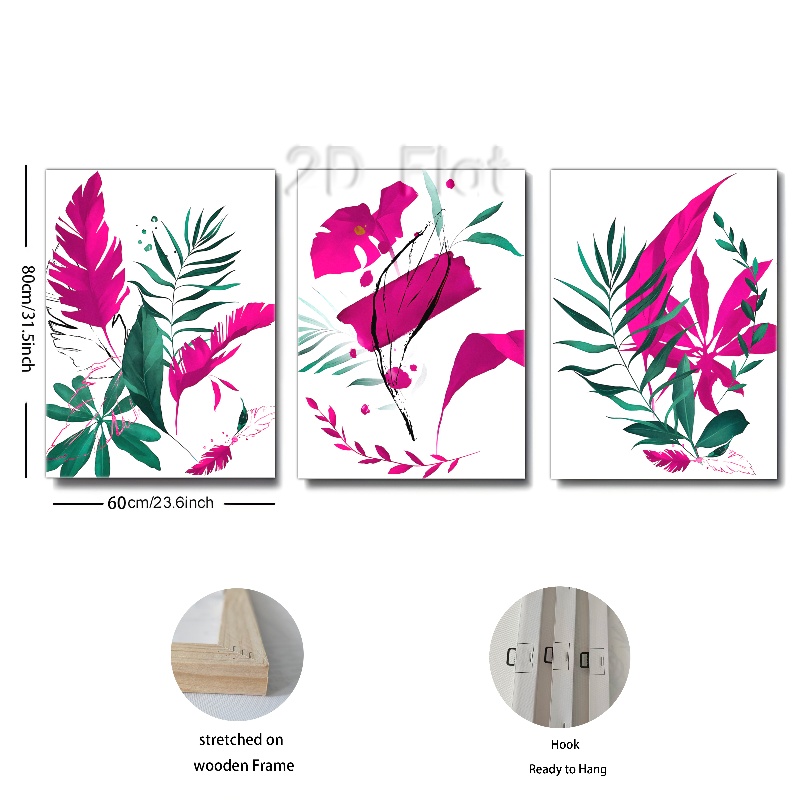 2D Flat
80cm/31.5inch
60cm/23.6inch
stretched on
wooden Frame
Hook
Ready to Hang